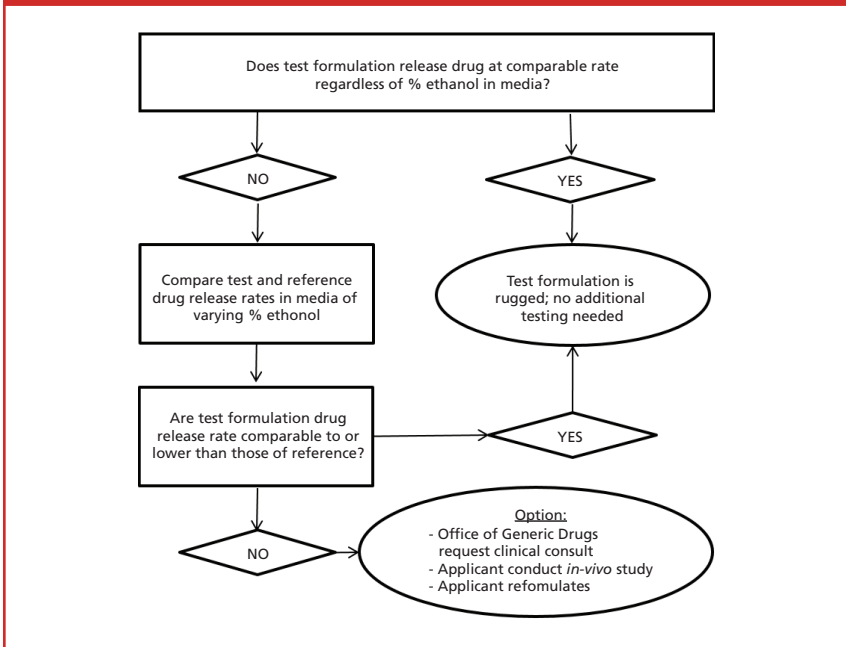 Does test formulation release drug at comparable rate
regardless of % ethanol in media?
NO
YES
Compare test and reference
drug release rates in media of
varying % ethonol
Test formulation is
rugged; no additional
testing needed
Are test formulation drug
release rate comparable to or
lower than those of reference?
YES
NO
Option:
- Office of Generic Drugs
request clinical consult
- Applicant conduct in-vivo study
- Applicant refomulates